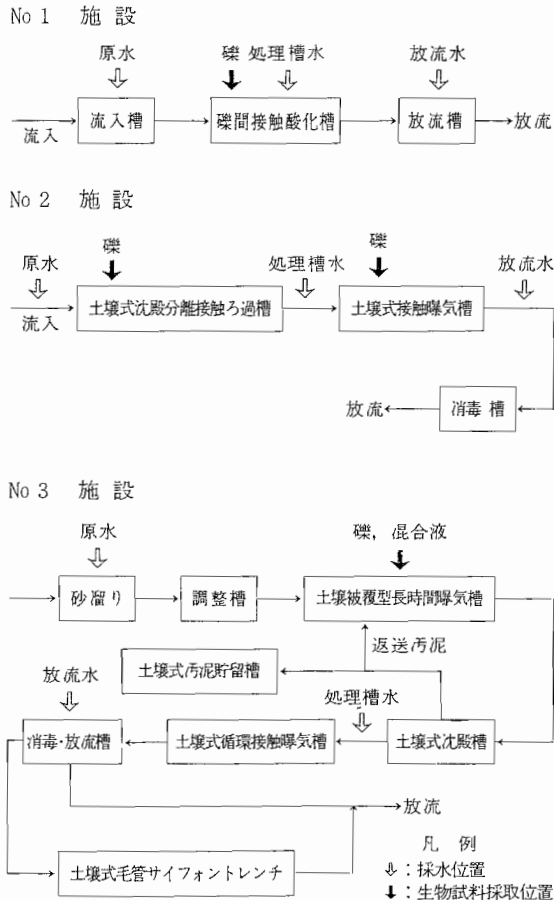 No 1 施 設
原水
礫 処理槽水
放流水
流入
流入槽
礫間接触酸化槽
放流槽
放流
No 2 施 設
原水
礫
処理槽水
礫
放流水
流入
土壌式沈殿分離接触ろ過槽
土壌式接触曝気槽
放流
消毒 槽
No 3 施 設
原水
礫，混合液
砂溜り
調整槽
土壌被覆型長時間曝気槽
返送汚泥
土壌式汚泥貯留槽
放流水
処理槽水
消毒・放流槽
土壌式循環接触曝気槽
土壌式沈殿槽
放流
土壌式毛管サイフォントレンチ
凡 例
⇩：採水位置
⬇：生物試料採取位置